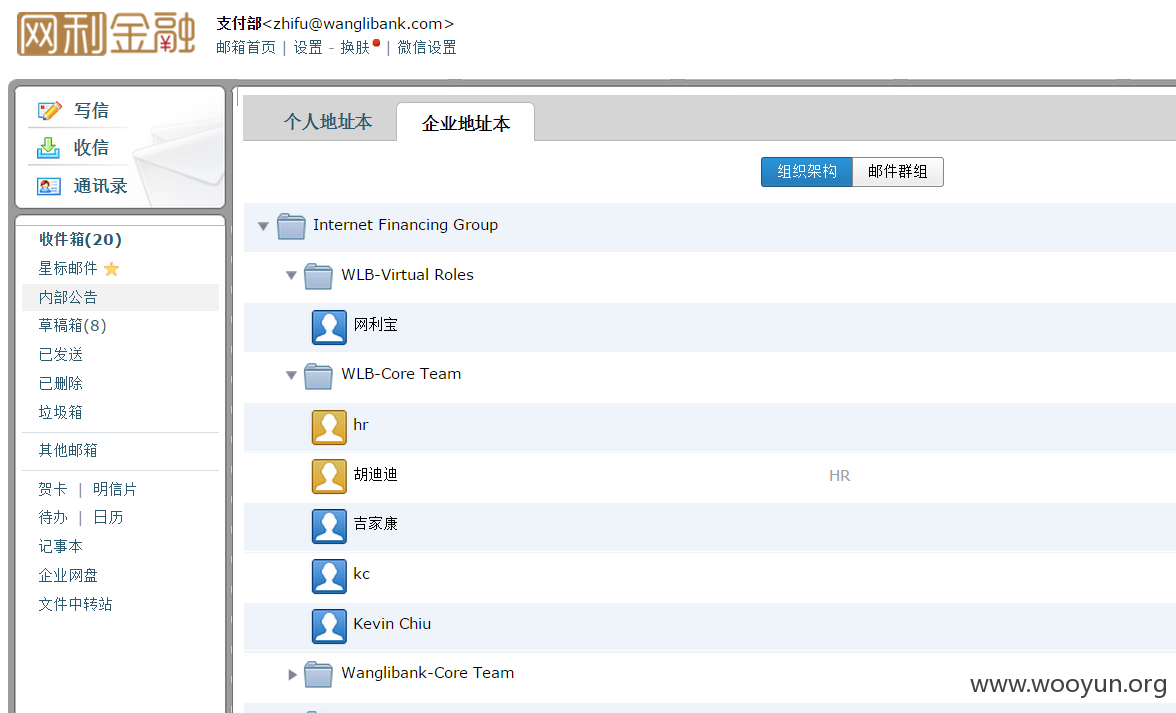 网利金融
支付部<zhifu@wanglibank.com>
邮箱首页 | 设置 - 换肤 | 微信设置
写信
收信
通讯录
收件箱(20)
星标邮件
内部公告
草稿箱(8)
已发送
已删除
垃圾箱
其他邮箱
贺卡 | 明信片
待办 | 日历
记事本
企业网盘
文件中转站
个人地址本 企业地址本
组织架构 邮件群组
Internet Financing Group
WLB-Virtual Roles
网利宝
WLB-Core Team
hr
胡迪迪 HR
吉家康
kc
Kevin Chiu
Wanglibank-Core Team
www.wooyun.org